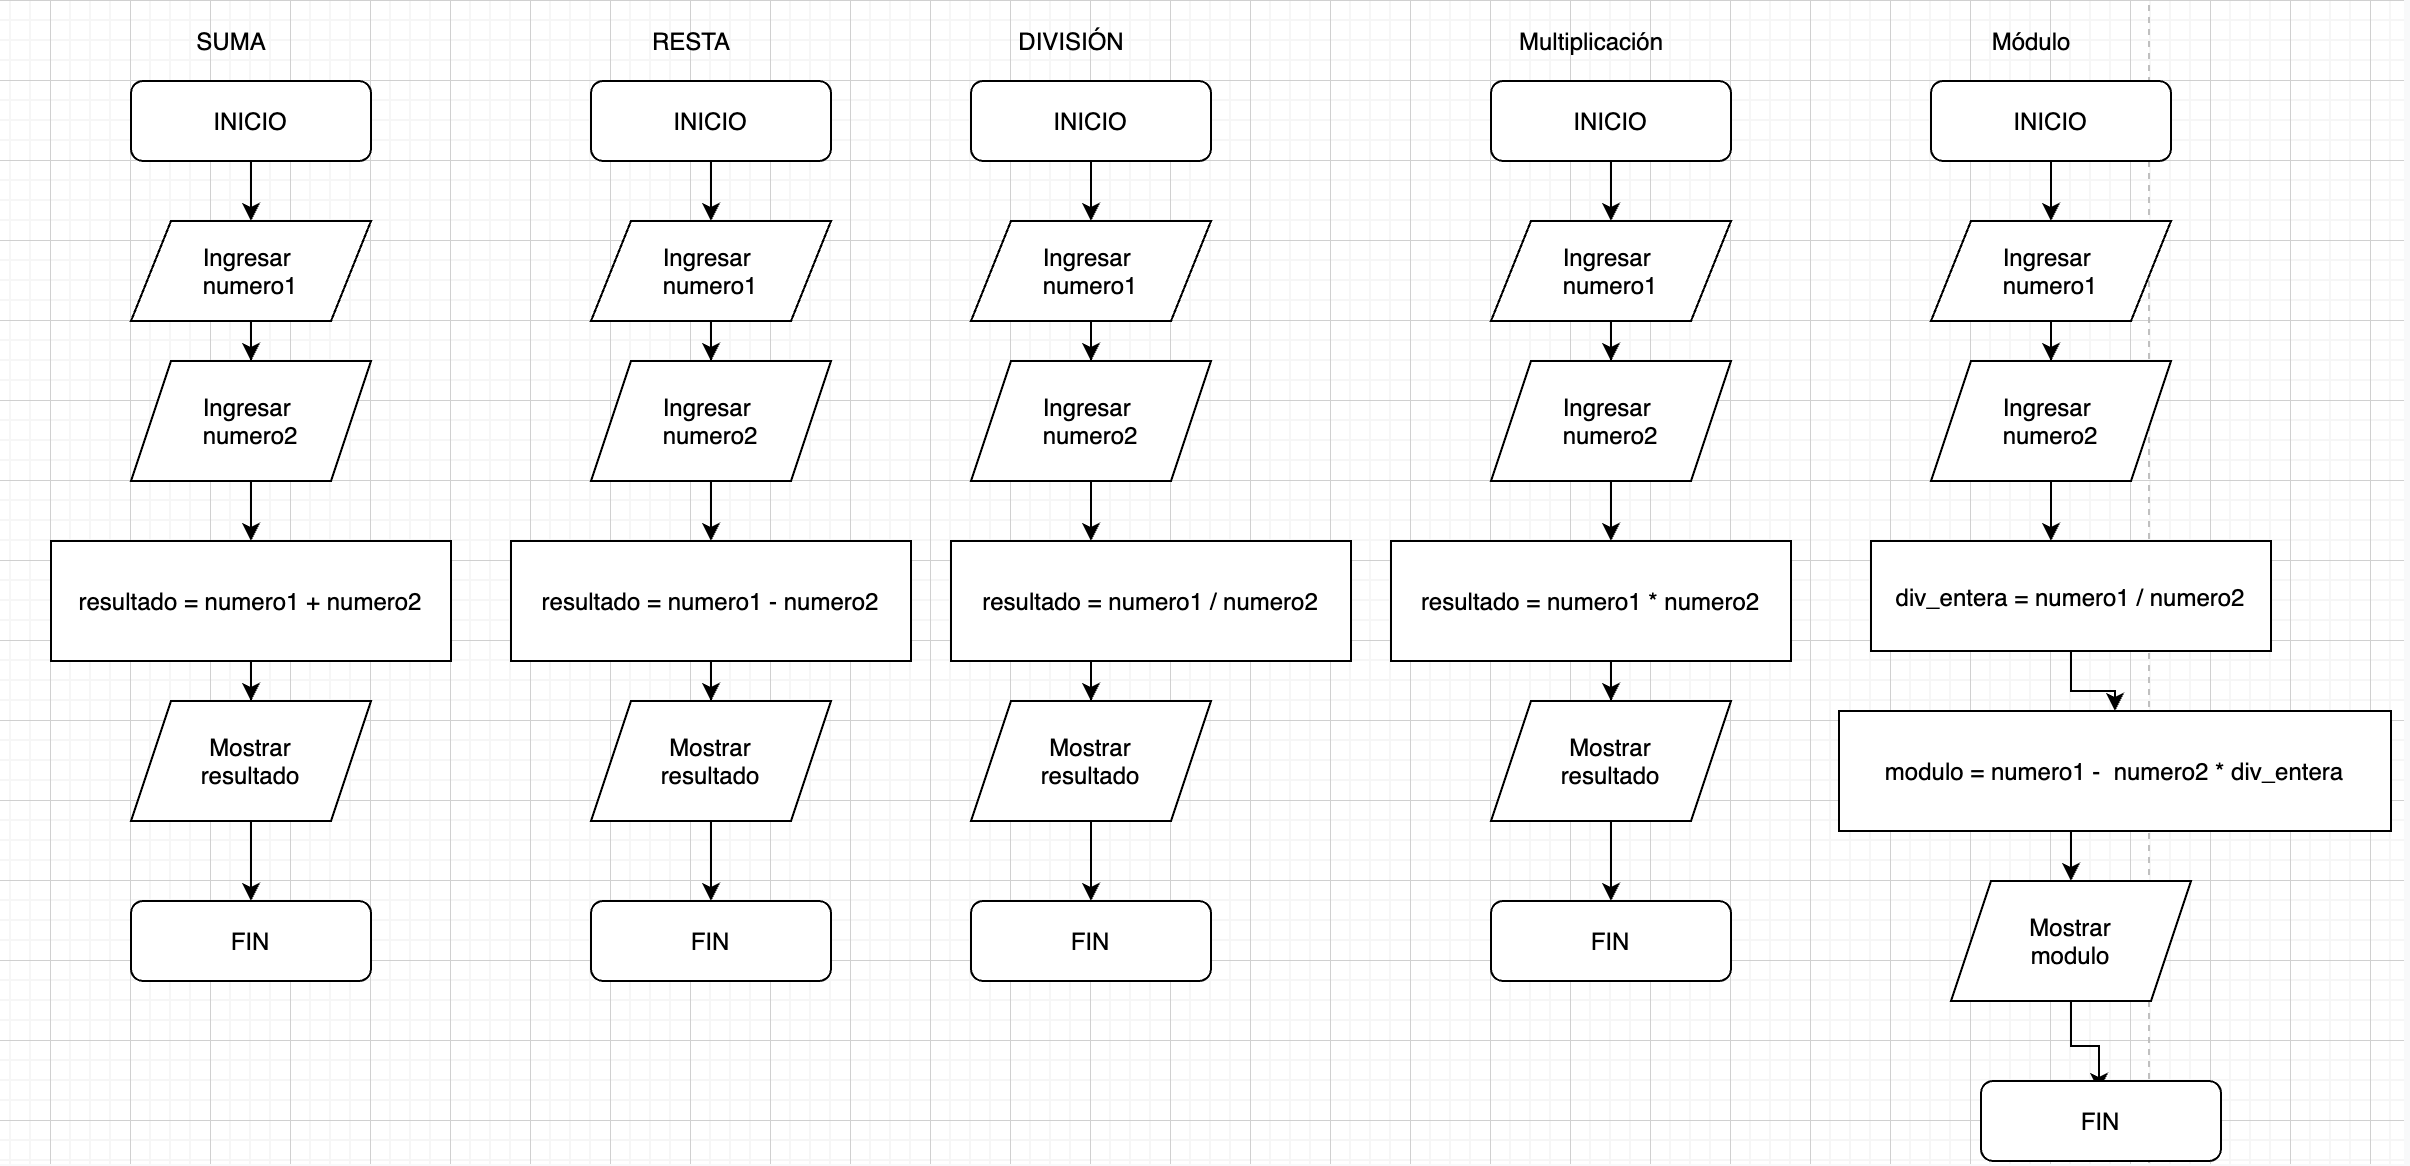 SUMA
INICIO
Ingresar
numero1
Ingresar
numero2
resultado = numero1 + numero2
Mostrar
resultado
FIN
RESTA
INICIO
Ingresar
numero1
Ingresar
numero2
resultado = numero1 - numero2
Mostrar
resultado
FIN
DIVISIÓN
INICIO
Ingresar
numero1
Ingresar
numero2
resultado = numero1 / numero2
Mostrar
resultado
FIN
Multiplicación
INICIO
Ingresar
numero1
Ingresar
numero2
resultado = numero1 * numero2
Mostrar
resultado
FIN
Módulo
INICIO
Ingresar
numero1
Ingresar
numero2
div_entera = numero1 / numero2
modulo = numero1 -  numero2 * div_entera
Mostrar
modulo
FIN